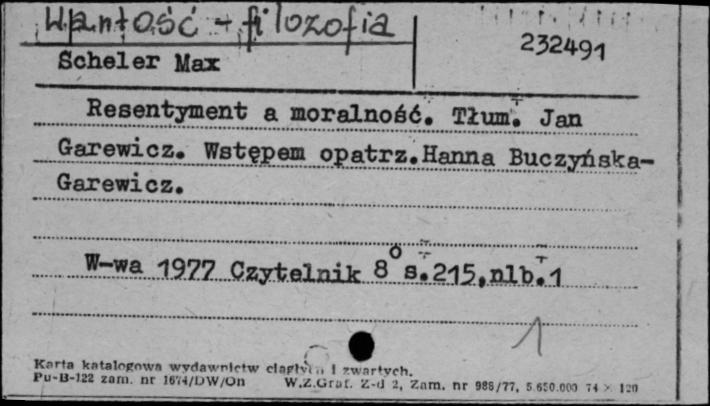 Wartość - filozofia
232491
Scheler Max
Resentyment a moralność. Tłum. Jan
Garewicz. Wstępem opatrz.Hanna Buczyńska-
Garewicz.
W-wa 1977 Czytelnik 8° s.215,nlb.1
1
Karta katalogowa wydawnictw ciągłych i zwartych.
Pu-B-122 zam. nr 1674/DW/On W.Z.Graf. Z-d 2, Zam. nr 986/77, 5.650.000 74 × 120